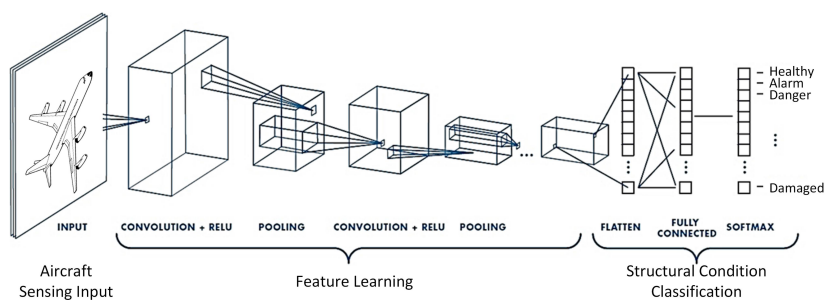 Healthy
Alarm
Danger
Damaged
INPUT
CONVOLUTION + RELU
POOLING
CONVOLUTION + RELU
POOLING
FLATTEN
FULLY
CONNECTED
SOFTMAX
Aircraft
Sensing Input
Feature Learning
Structural Condition
Classification